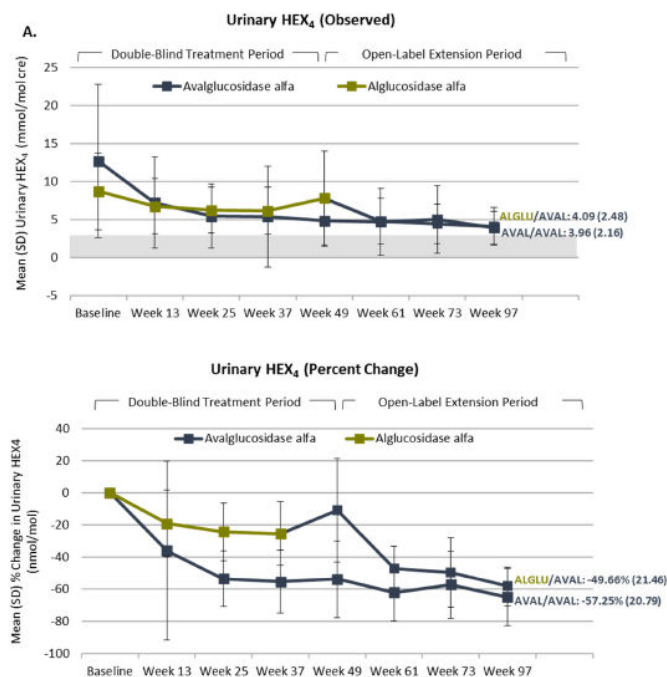 A.
Urinary HEX4 (Observed)
Double-Blind Treatment Period Open-Label Extension Period
Avalglucosidase alfa Alglucosidase alfa
Mean (SD) Urinary HEX4 (mmol/mol cre)
25
20
15
10
5
0
-5
ALGLU/AVAL: 4.09 (2.48)
AVAL/AVAL: 3.96 (2.16)
Baseline Week 13 Week 25 Week 37 Week 49 Week 61 Week 73 Week 97
Urinary HEX4 (Percent Change)
Double-Blind Treatment Period Open-Label Extension Period
Avalglucosidase alfa Alglucosidase alfa
Mean (SD) % Change in Urinary HEX4
(nmol/mol)
40
20
0
-20
-40
-60
-80
-100
ALGLU/AVAL: -49.66% (21.46)
AVAL/AVAL: -57.25% (20.79)
Baseline Week 13 Week 25 Week 37 Week 49 Week 61 Week 73 Week 97